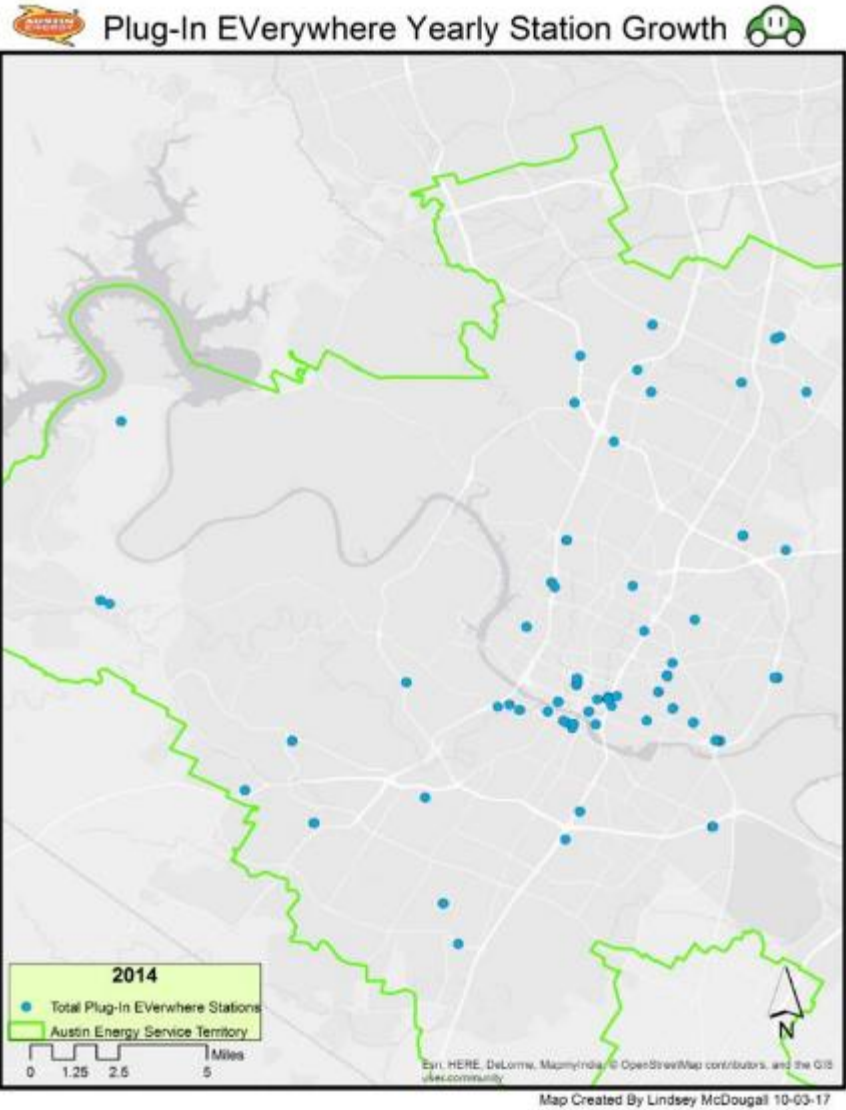 AUSTIN
ENERGY
Plug-In EVerywhere Yearly Station Growth
2014
Total Plug-In EVerwhere Stations
Austin Energy Service Territory
Miles
0 1.25 2.5 5
N
Esri, HERE, DeLorme, MapmyIndia, © OpenStreetMap contributors, and the GIS
user community
Map Created By Lindsey McDougall 10-03-17